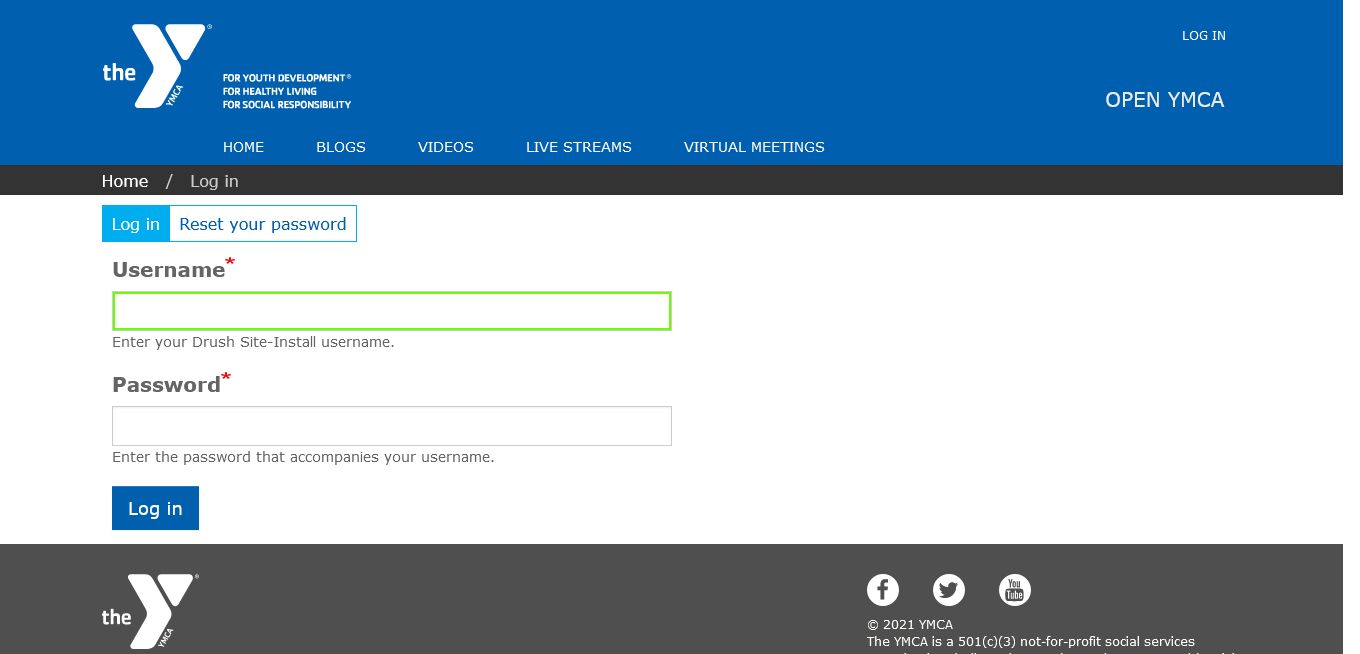 the YMCA ®
FOR YOUTH DEVELOPMENT®
FOR HEALTHY LIVING
FOR SOCIAL RESPONSIBILITY
LOG IN
OPEN YMCA
HOME BLOGS VIDEOS LIVE STREAMS VIRTUAL MEETINGS
Home / Log in
Log in Reset your password
Username*
Enter your Drush Site-Install username.
Password*
Enter the password that accompanies your username.
Log in
the YMCA ®
You
Tube
© 2021 YMCA
The YMCA is a 501(c)(3) not-for-profit social services